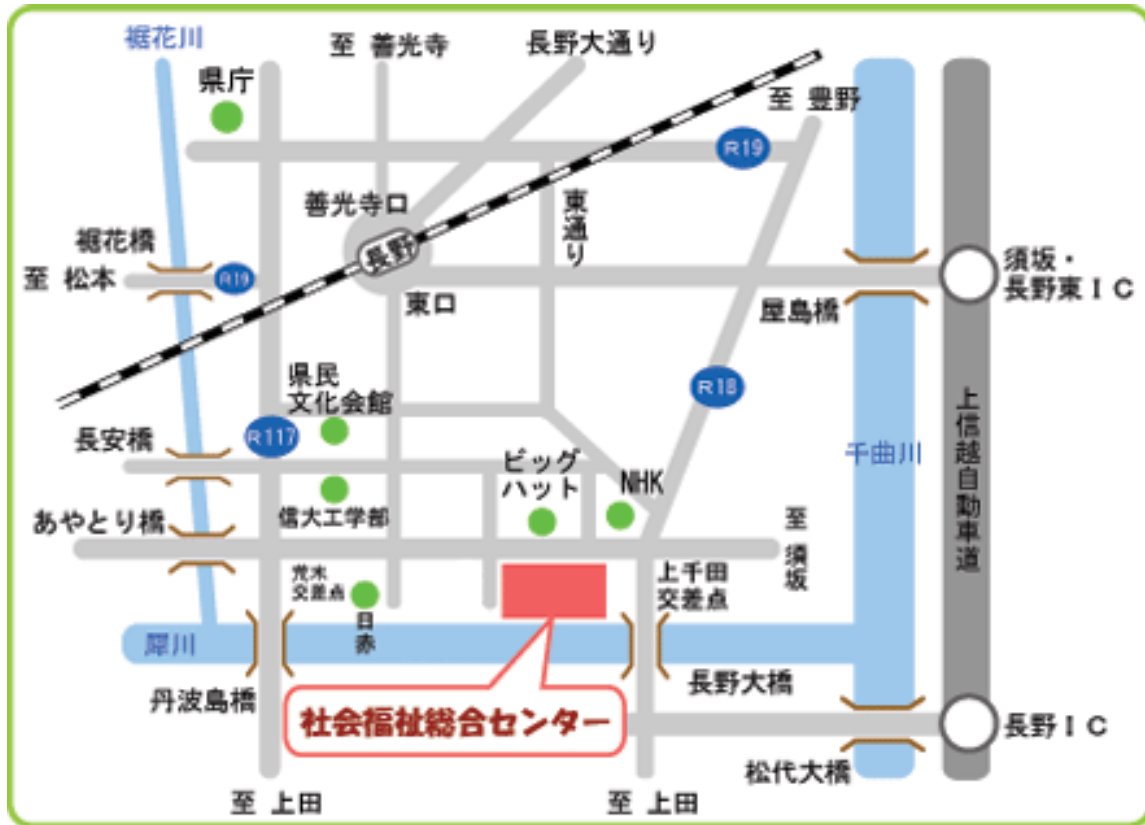 裾花川
至 善光寺
長野大通り
県庁
至 豊野
R19
善光寺口
東通り
裾花橋
長野
至 松本
R19
須坂・
長野東IC
東口
屋島橋
県民
文化会館
R18
上信越自動車道
長安橋
R117
ビッグ
ハット
千曲川
NHK
あやとり橋
信大工学部
至 須坂
荒木
交差点
上千田
交差点
日赤
犀川
長野大橋
丹波島橋
社会福祉総合センター
長野IC
松代大橋
至 上田
至 上田